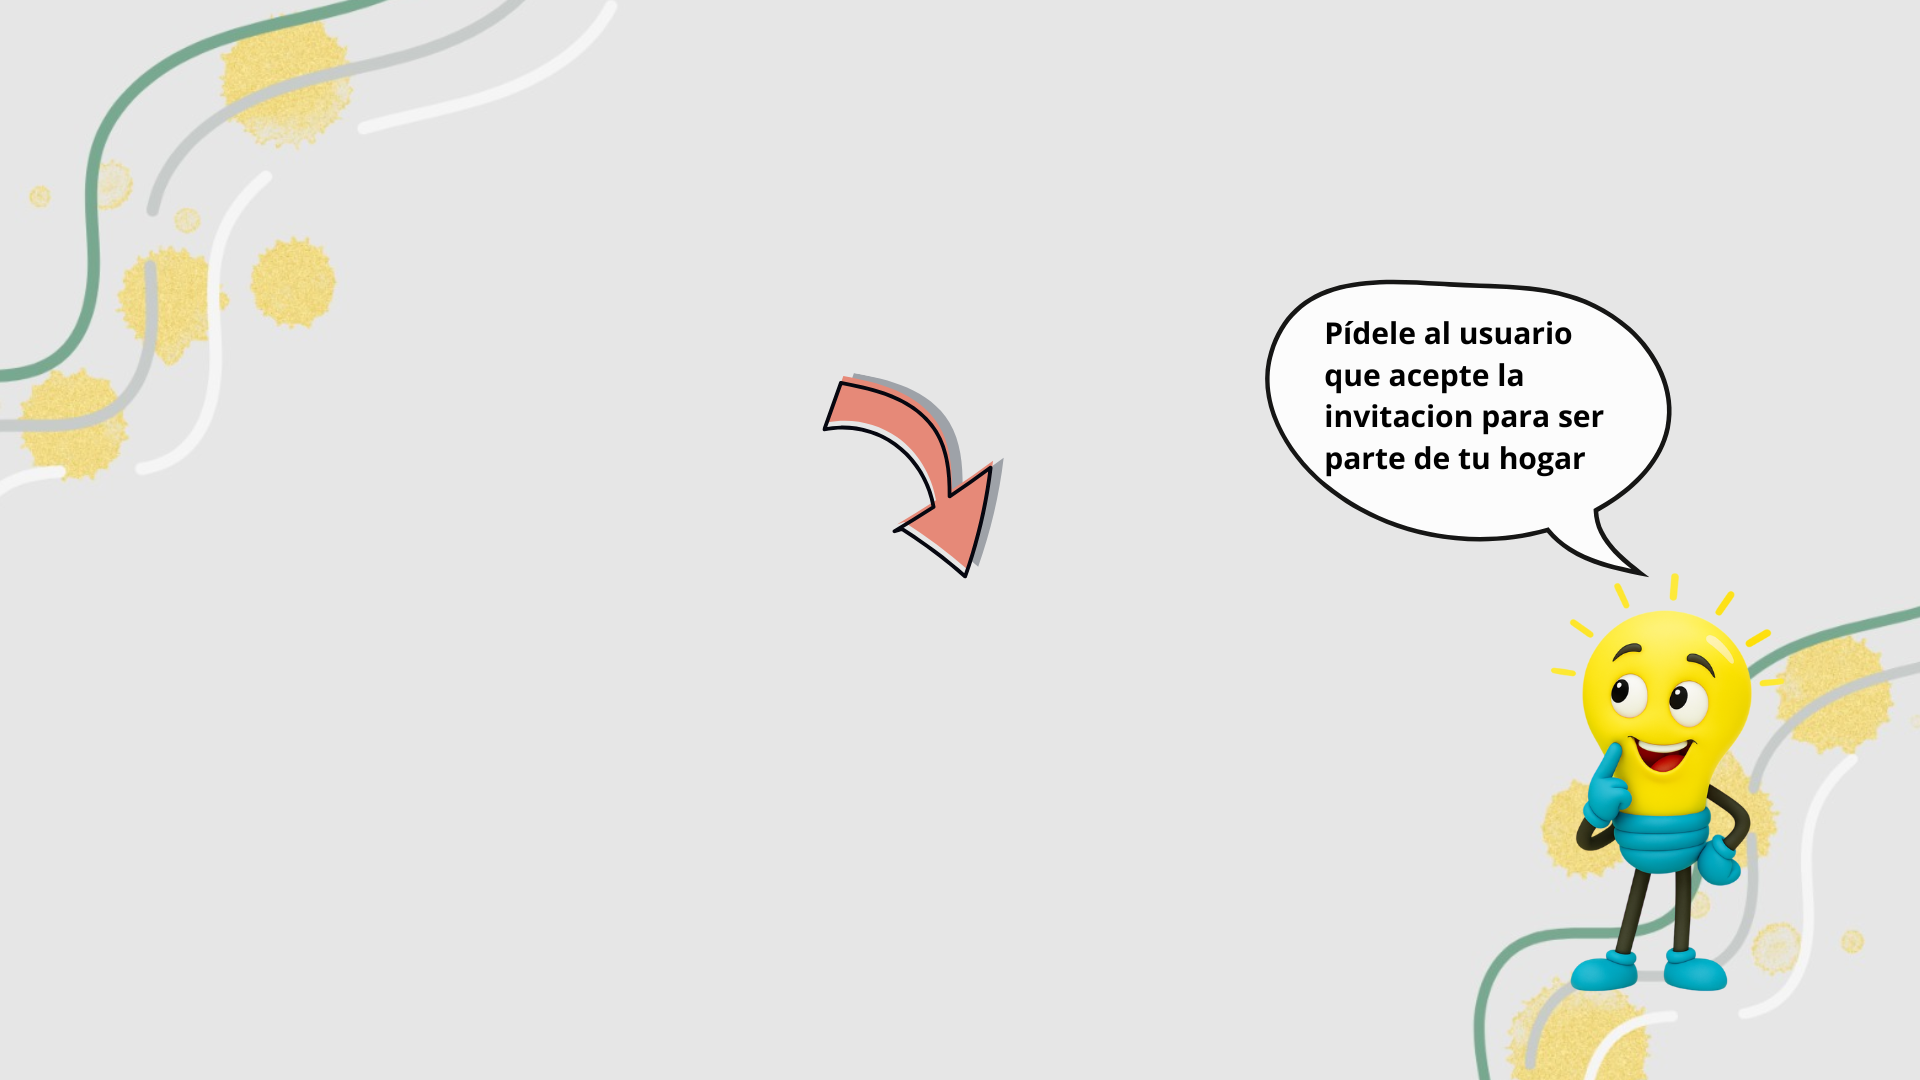 Pídele al usuario
que acepte la
invitacion para ser
parte de tu hogar